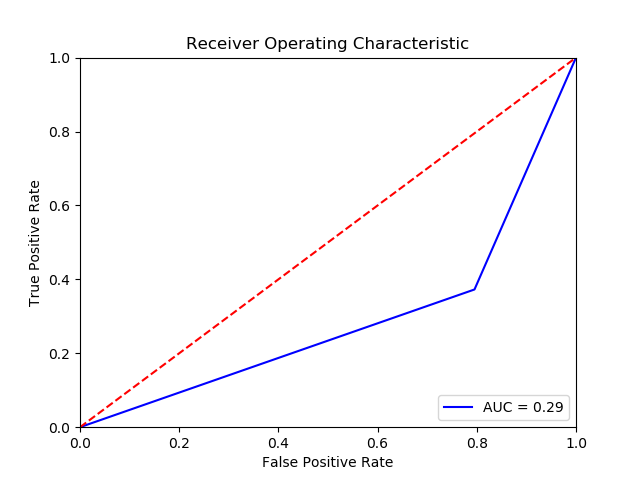 Receiver Operating Characteristic
True Positive Rate
1.0
0.8
0.6
0.4
0.2
0.0
AUC = 0.29
0.0 0.2 0.4 0.6 0.8 1.0
False Positive Rate